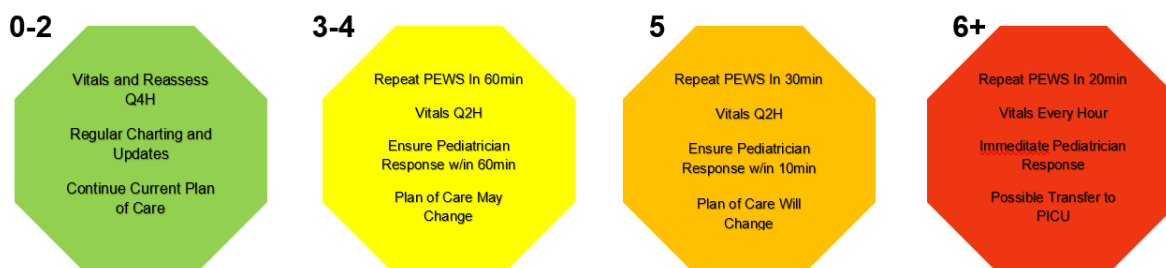 0-2
Vitals and Reassess
Q4H
Regular Charting and
Updates
Continue Current Plan
of Care
3-4
Repeat PEWS In 60min
Vitals Q2H
Ensure Pediatrician
Response w/in 60min
Plan of Care May
Change
5
Repeat PEWS In 30min
Vitals Q2H
Ensure Pediatrician
Response w/in 10min
Plan of Care Will
Change
6+
Repeat PEWS In 20min
Vitals Every Hour
Immeditate Pediatrician
Response
Possible Transfer to
PICU